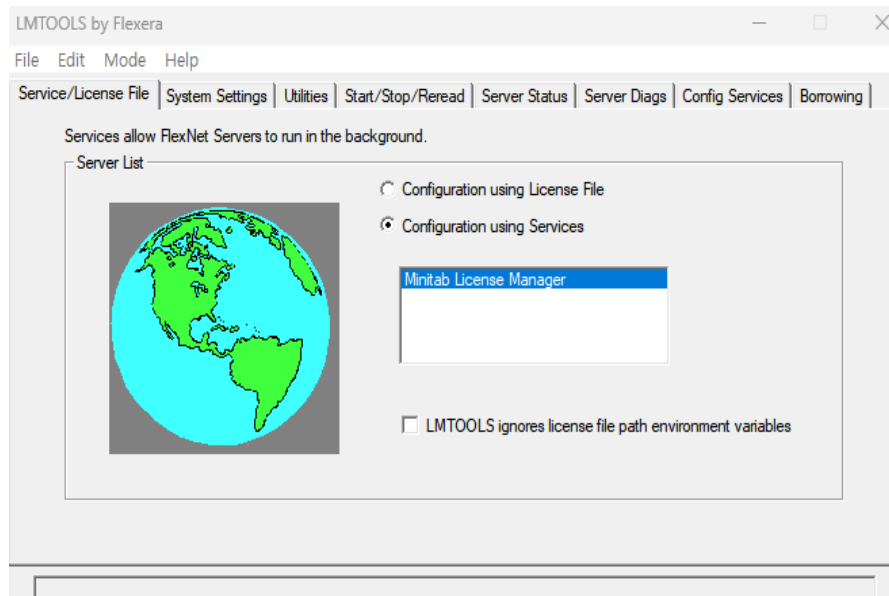 LMTOOLS by Flexera
File Edit Mode Help
Service/License File System Settings Utilities Start/Stop/Reread Server Status Server Diags Config Services Borrowing
Services allow FlexNet Servers to run in the background.
Server List
Configuration using License File
Configuration using Services
Minitab License Manager
LMTOOLS ignores license file path environment variables